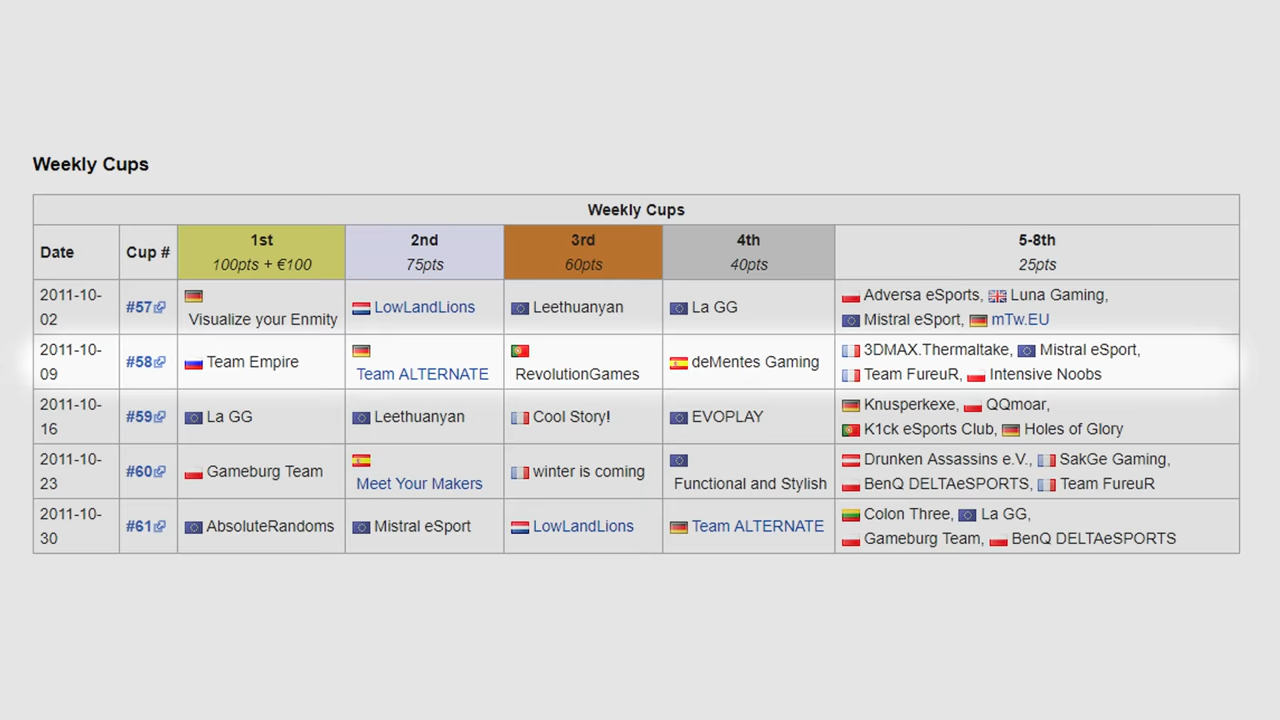 Weekly Cups
Weekly Cups
Date Cup # 1st 2nd 3rd 4th 5-8th
100pts + €100 75pts 60pts 40pts 25pts
2011-10-02 #57 Visualize your Enmity LowLandLions Leethuanyan La GG Adversa eSports, Luna Gaming,
Mistral eSport, mTw.EU
2011-10-09 #58 Team Empire Team ALTERNATE RevolutionGames deMentes Gaming 3DMAX.Thermaltake, Mistral eSport,
Team FureuR, Intensive Noobs
2011-10-16 #59 La GG Leethuanyan Cool Story! EVOPLAY Knusperkexe, QQmoar,
K1ck eSports Club, Holes of Glory
2011-10-23 #60 Gameburg Team Meet Your Makers winter is coming Functional and Stylish Drunken Assassins e.V., SakGe Gaming,
BenQ DELTAeSPORTS, Team FureuR
2011-10-30 #61 AbsoluteRandoms Mistral eSport LowLandLions Team ALTERNATE Colon Three, La GG,
Gameburg Team, BenQ DELTAeSPORTS